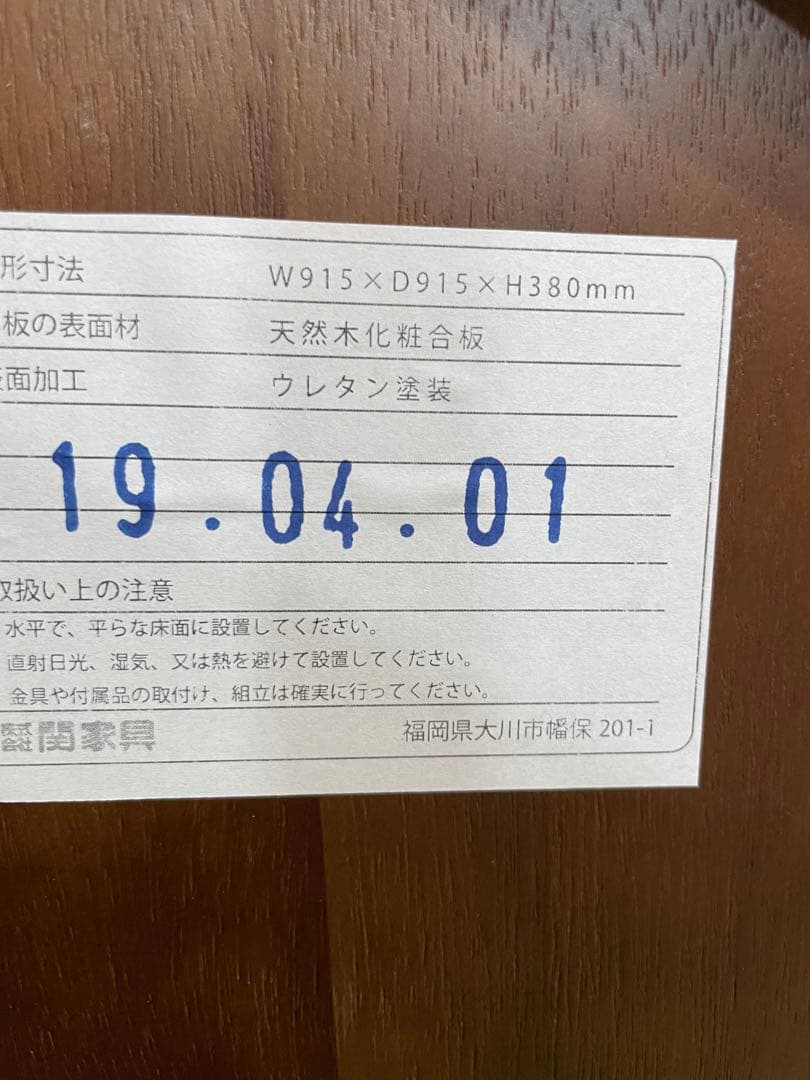 形寸法 W915×D915×H380mm
板の表面材 天然木化粧合板
面加工 ウレタン塗装
19.04.01
取扱い上の注意
水平で、平らな床面に設置してください。
直射日光、湿気、又は熱を避けて設置してください。
金具や付属品の取付け、組立は確実に行ってください。
株式会社 関家具 福岡県大川市幡保 201-1